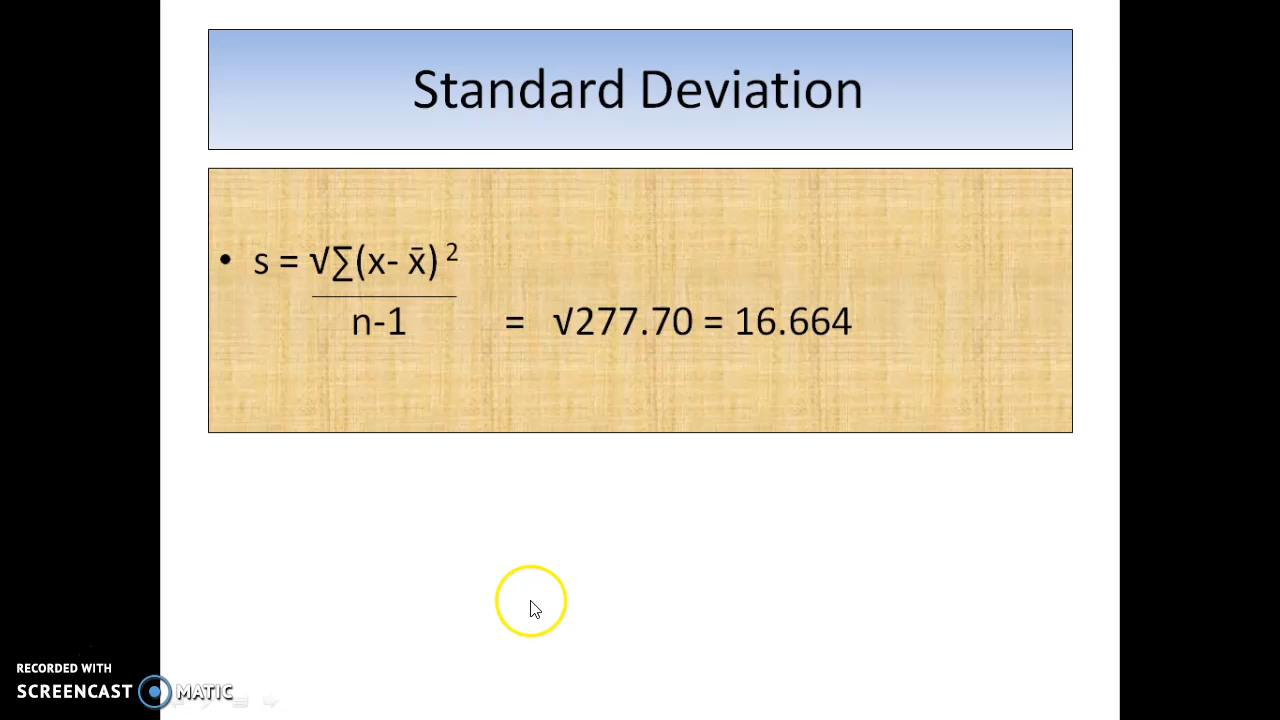 Standard Deviation
• s = √∑(x- x̄) ²
n-1 = √277.70 = 16.664
RECORDED WITH
SCREENCAST MATIC